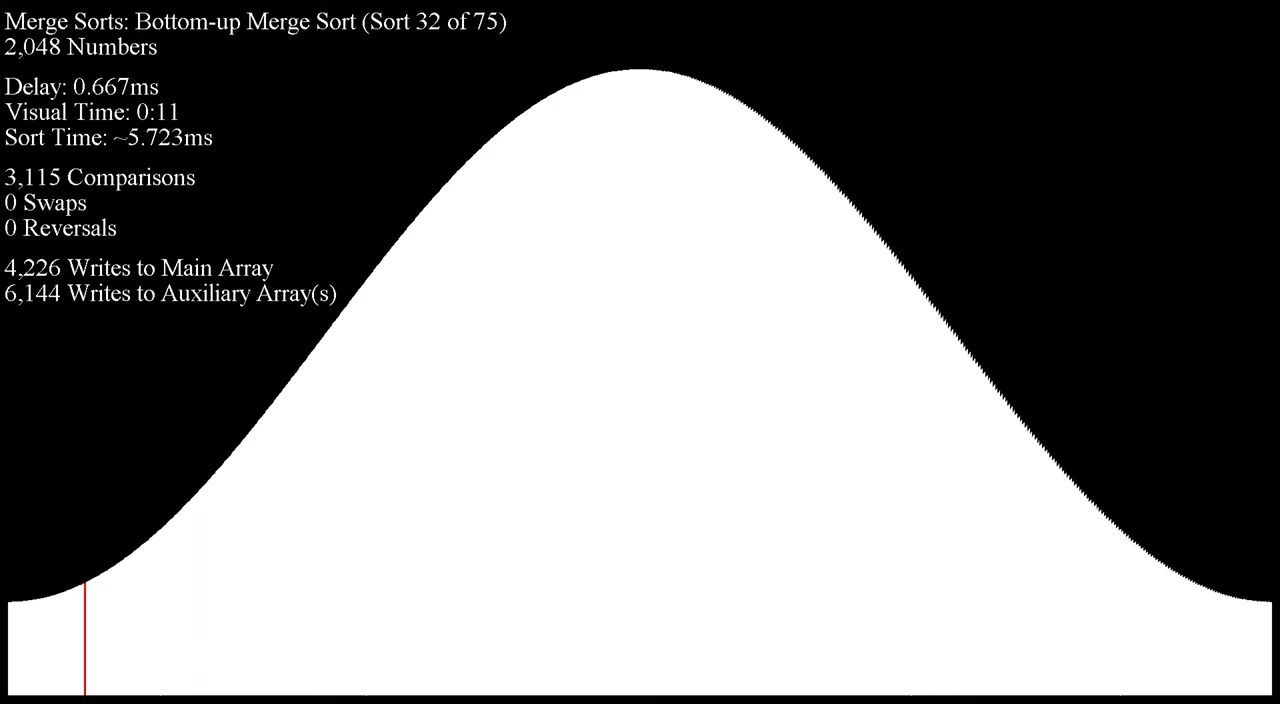 Merge Sorts: Bottom-up Merge Sort (Sort 32 of 75)
2,048 Numbers
Delay: 0.667ms
Visual Time: 0:11
Sort Time: ~5.723ms
3,115 Comparisons
0 Swaps
0 Reversals
4,226 Writes to Main Array
6,144 Writes to Auxiliary Array(s)